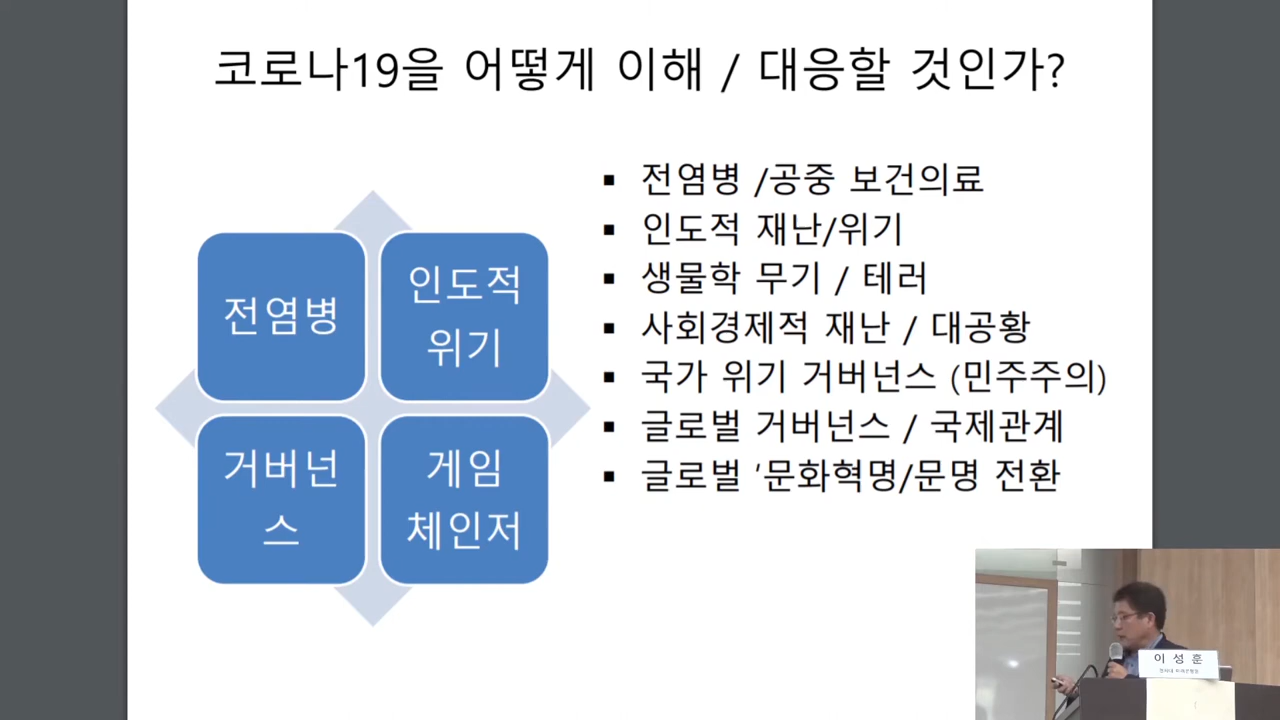 코로나19을 어떻게 이해 / 대응할 것인가?
전염병
인도적
위기
거버넌
스
게임
체인저
▪ 전염병 /공중 보건의료
▪ 인도적 재난/위기
▪ 생물학 무기 / 테러
▪ 사회경제적 재난 / 대공황
▪ 국가 위기 거버넌스 (민주주의)
▪ 글로벌 거버넌스 / 국제관계
▪ 글로벌 ‘문화혁명/문명 전환
이 성 훈